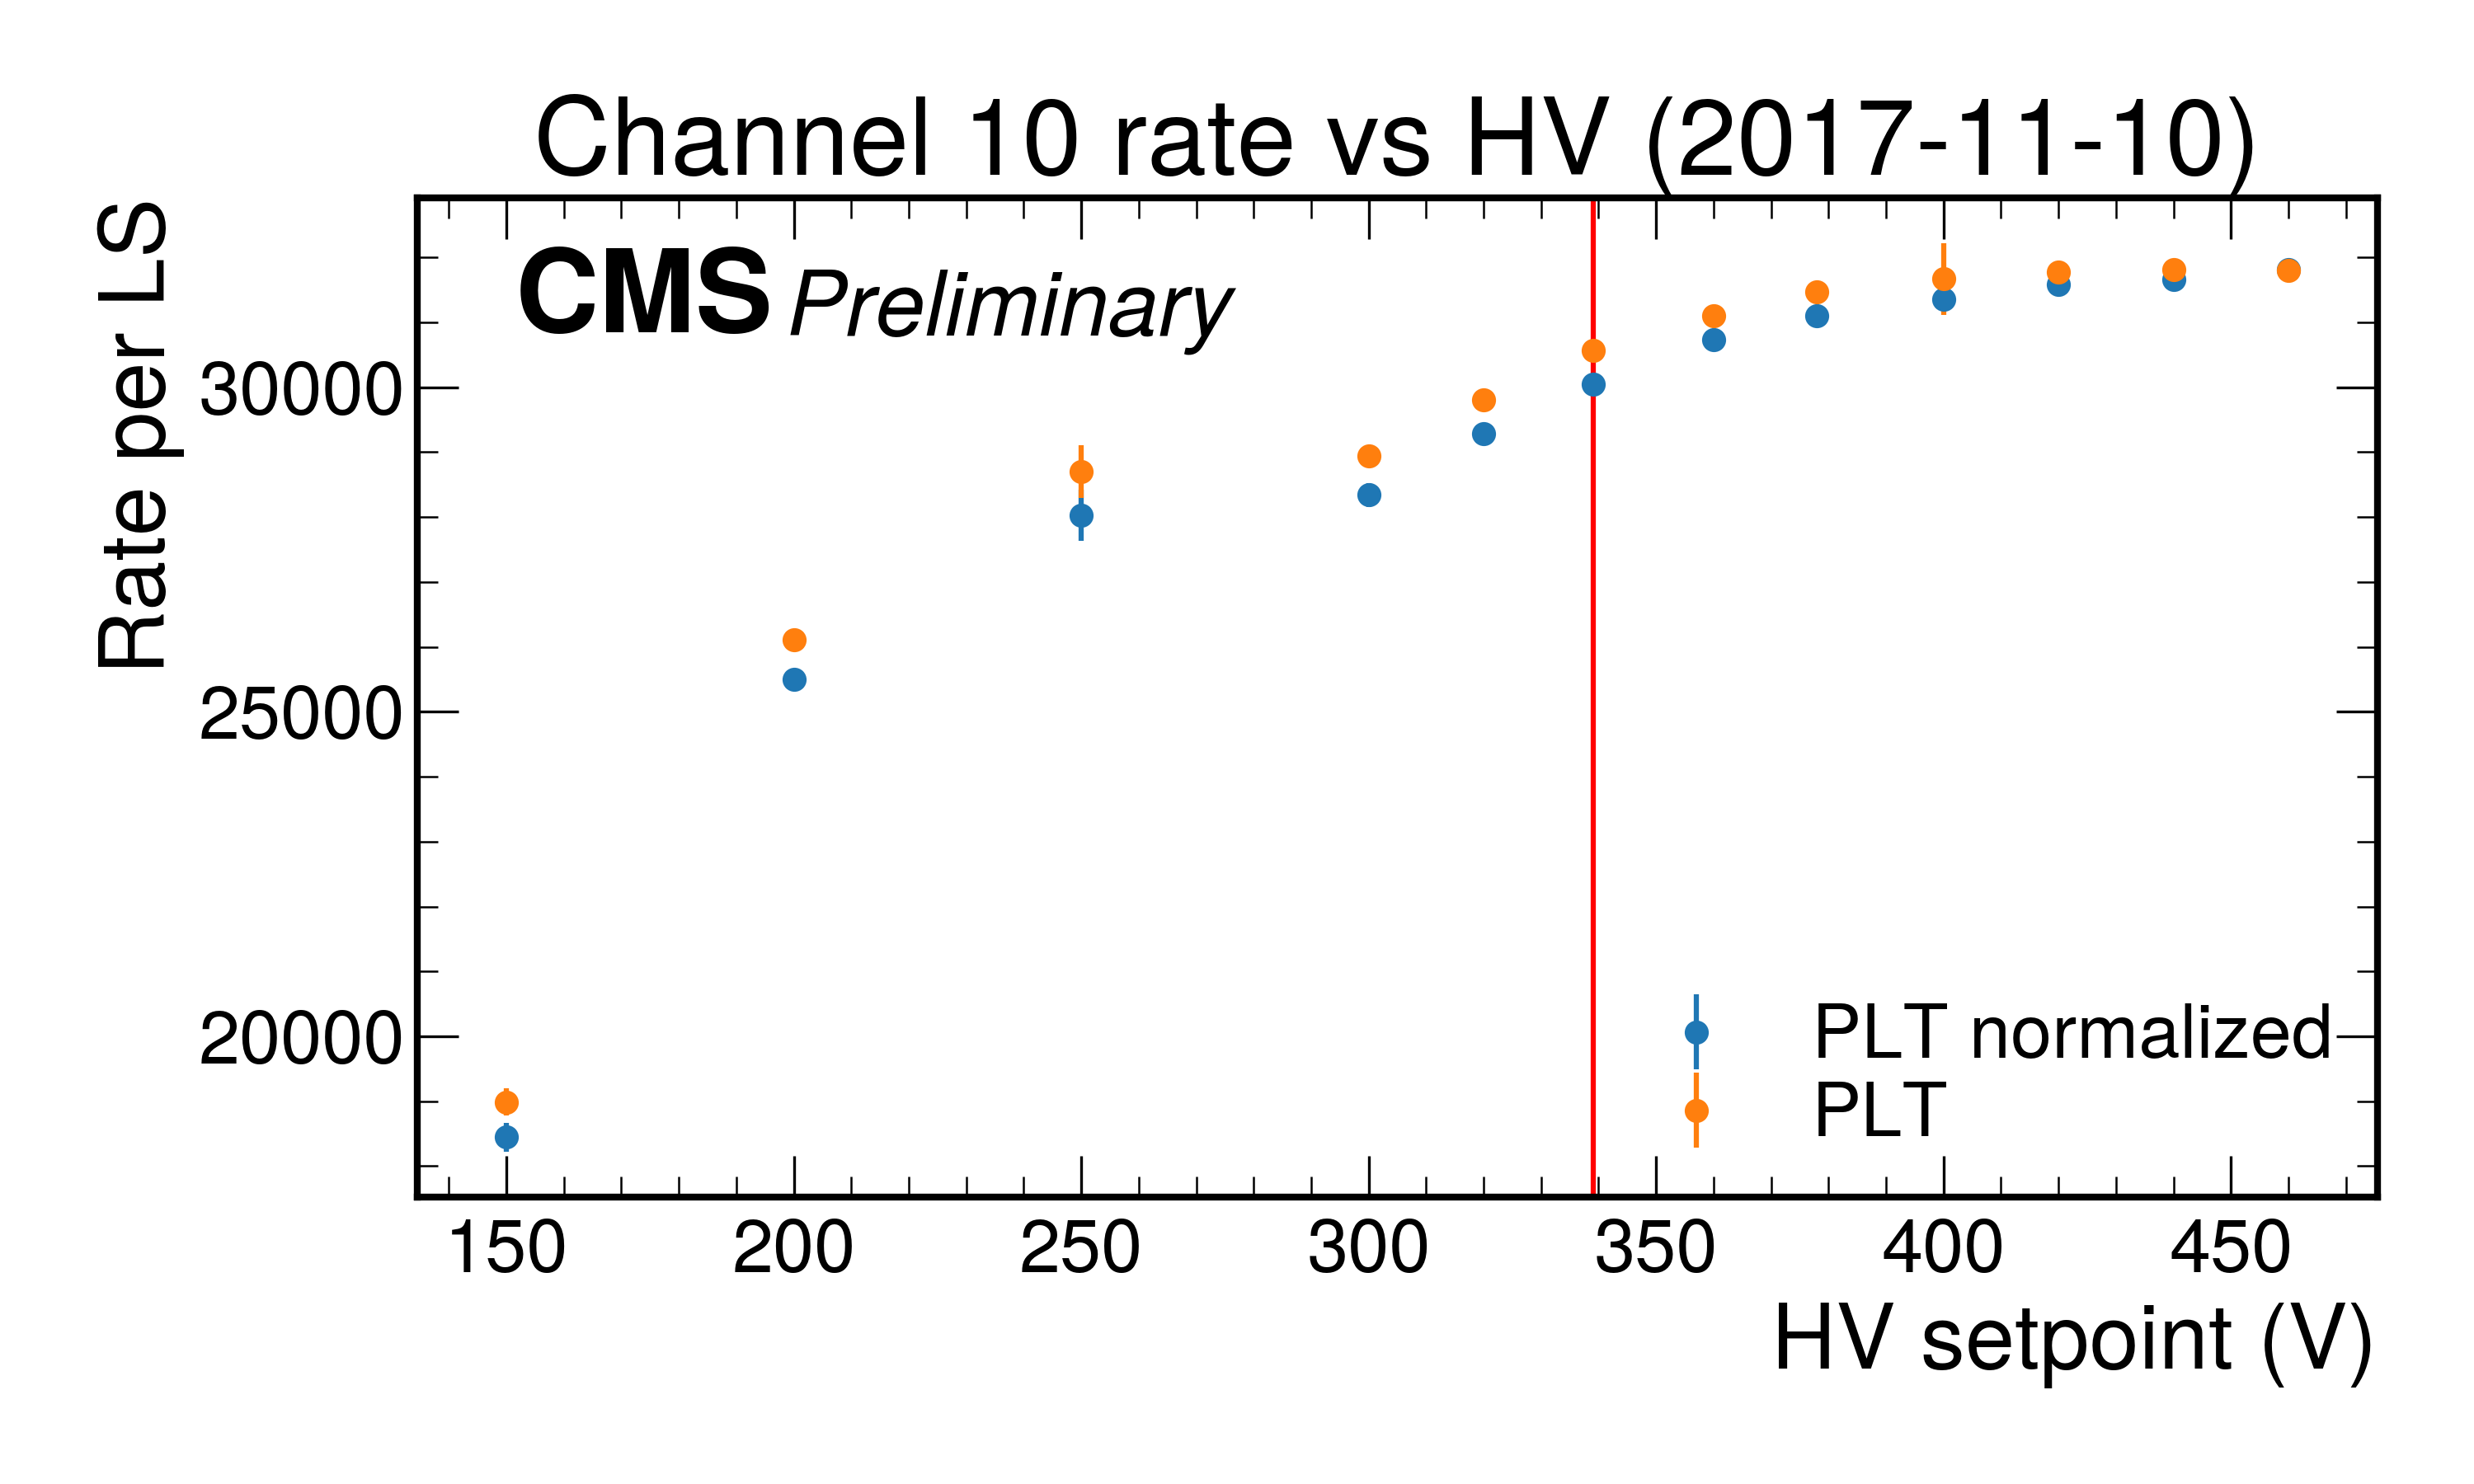 Channel 10 rate vs HV (2017-11-10)
CMS Preliminary
Rate per LS
30000
25000
20000
PLT normalized
PLT
150 200 250 300 350 400 450
HV setpoint (V)